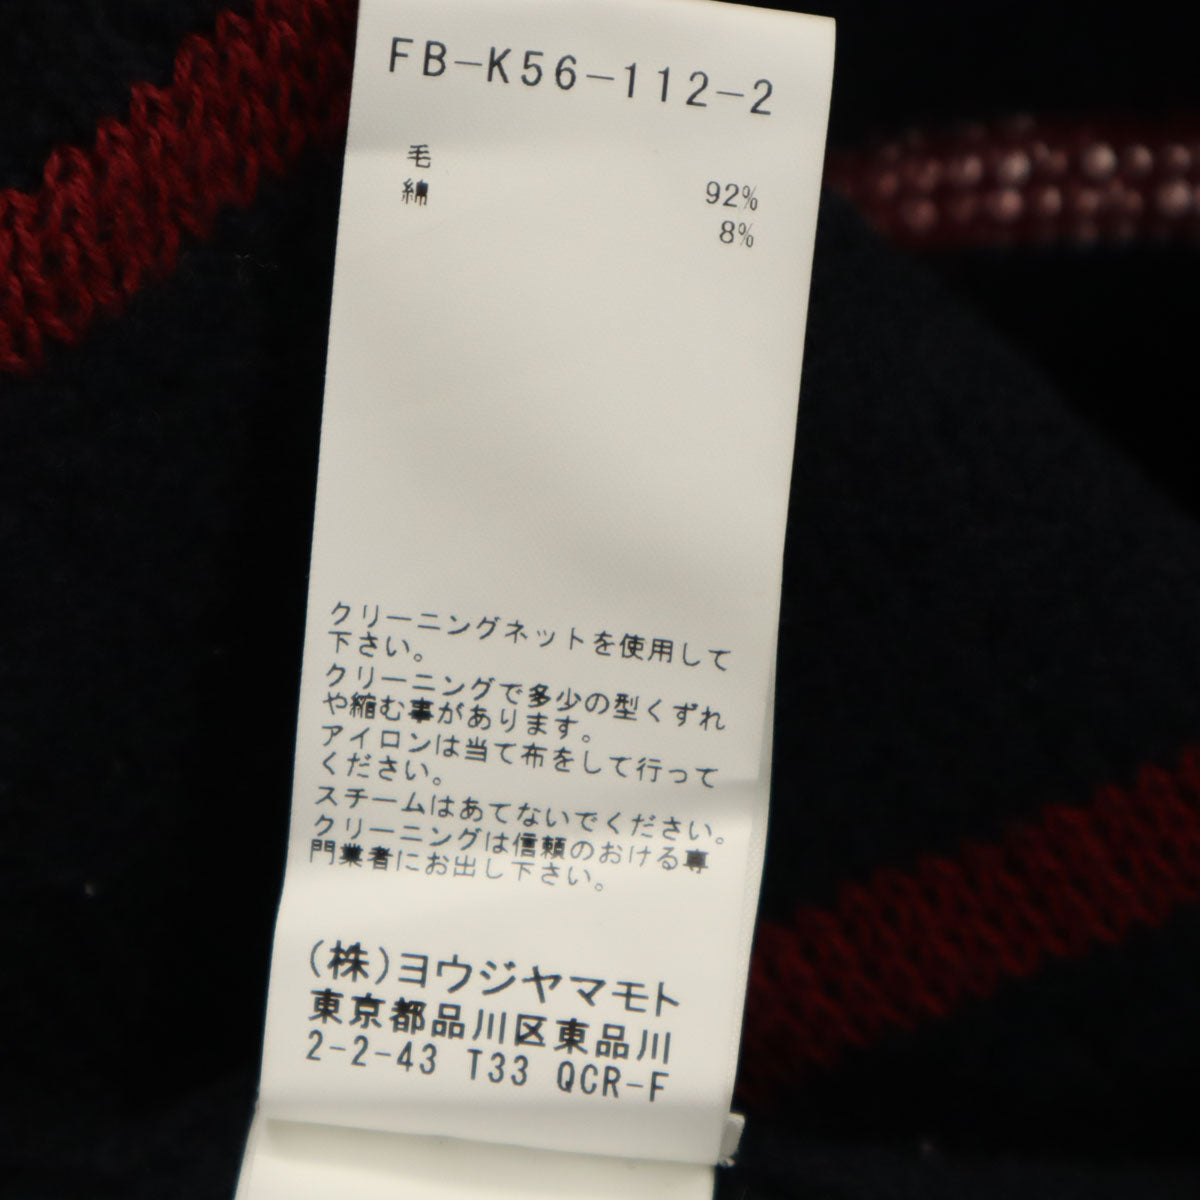 FB-K56-112-2
毛
綿
92%
8%
クリーニングネットを使用して
下さい。
クリーニングで多少の型くずれ
や縮む事があります。
アイロンは当て布をして行って
ください。
スチームはあてないでください。
クリーニングは信頼のおける専
門業者にお出し下さい。
(株)ヨウジヤマモト
東京都品川区東品川
2-2-43 T33 QCR-F